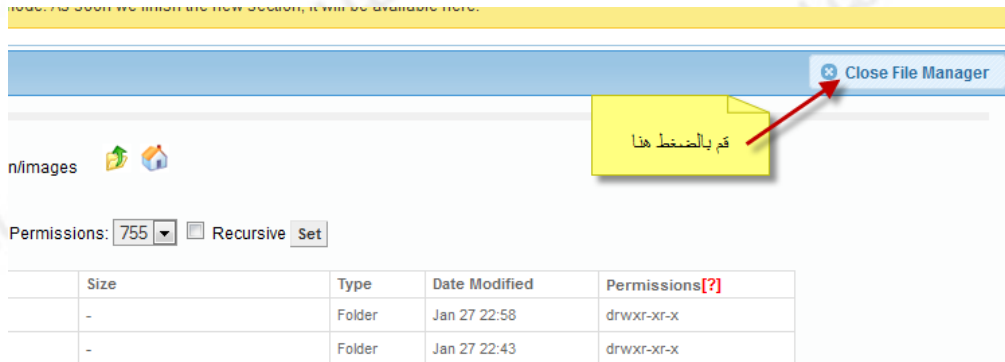 node. As soon we finish the new section, it will be available here.
Close File Manager
قم بالضغط هنا
n/images
Permissions: 755 Recursive Set
Size Type Date Modified Permissions[?]
- Folder Jan 27 22:58 drwxr-xr-x
- Folder Jan 27 22:43 drwxr-xr-x